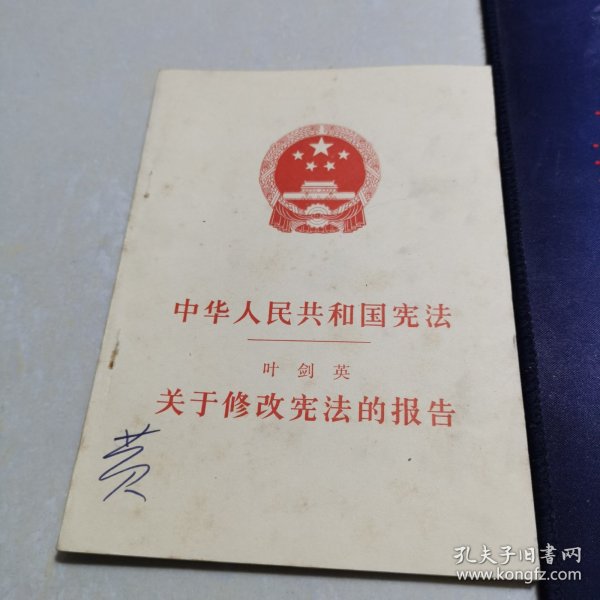 中华人民共和国宪法
叶剑英
关于修改宪法的报告
黄
孔夫子旧书网
www.kongfz.com